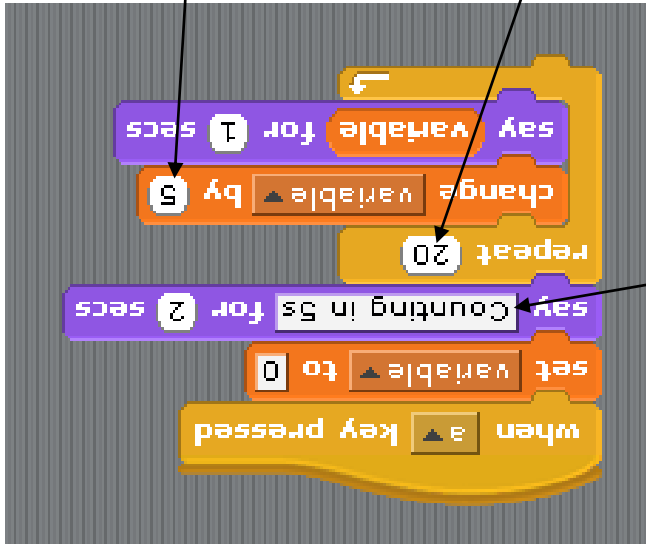 when a key pressed
set variable to 0
say Counting in 5s for 2 secs
repeat 20
change variable by 5
say variable for 1 secs